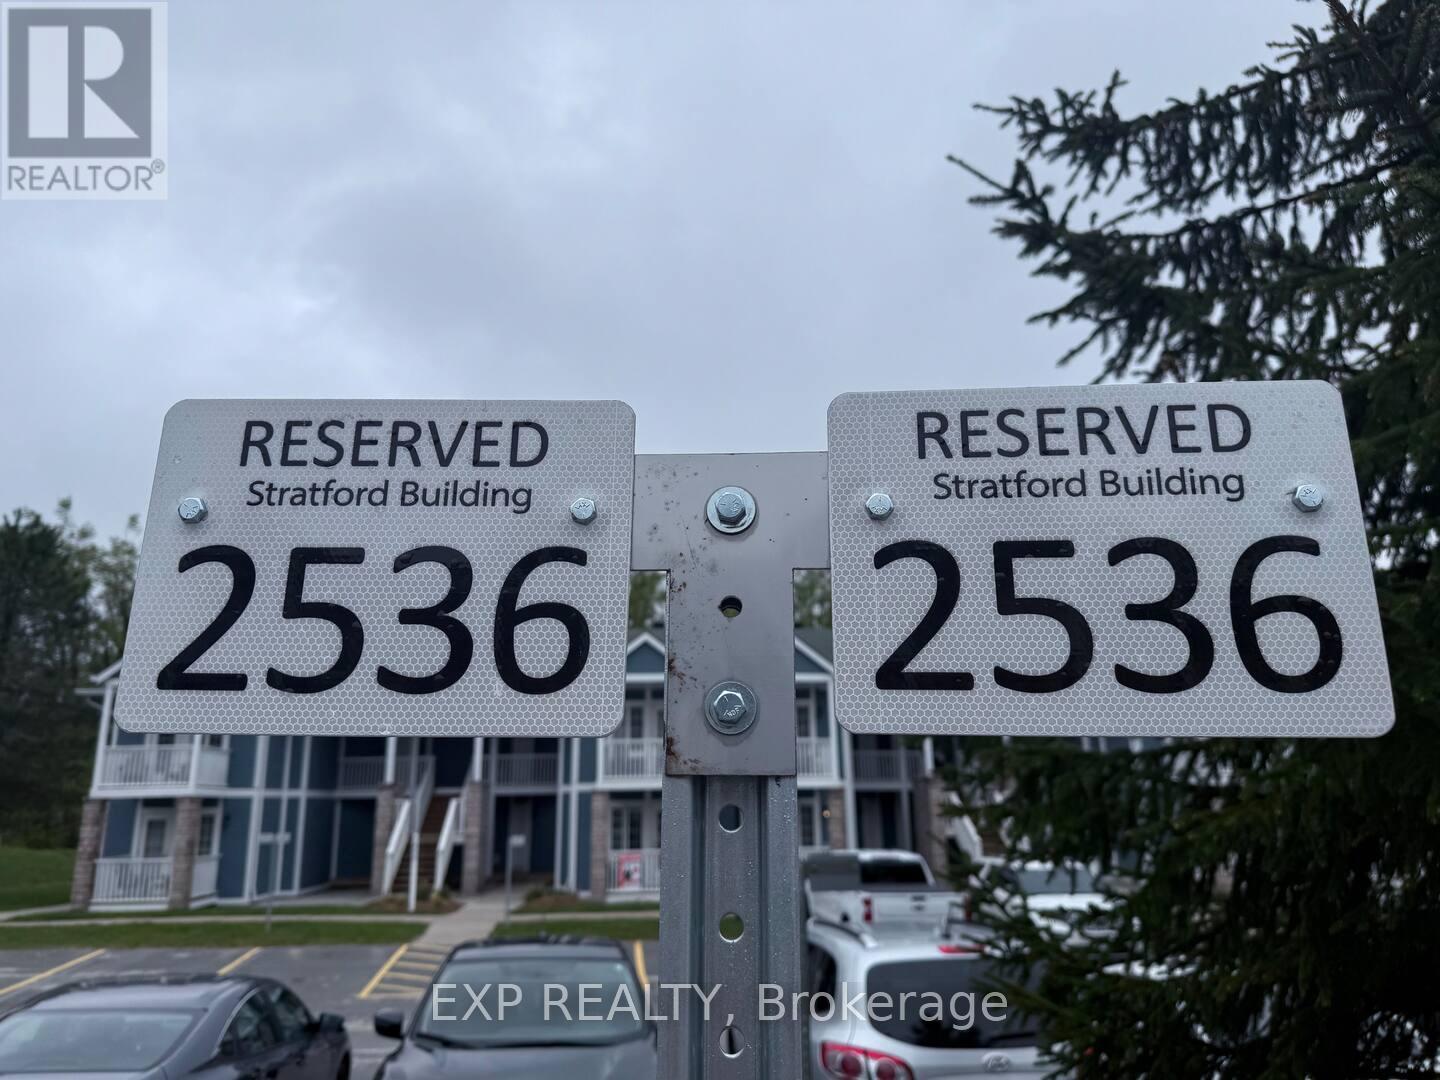 R
REALTOR®
RESERVED
Stratford Building
2536
RESERVED
Stratford Building
2536
EXP REALTY, Brokerage